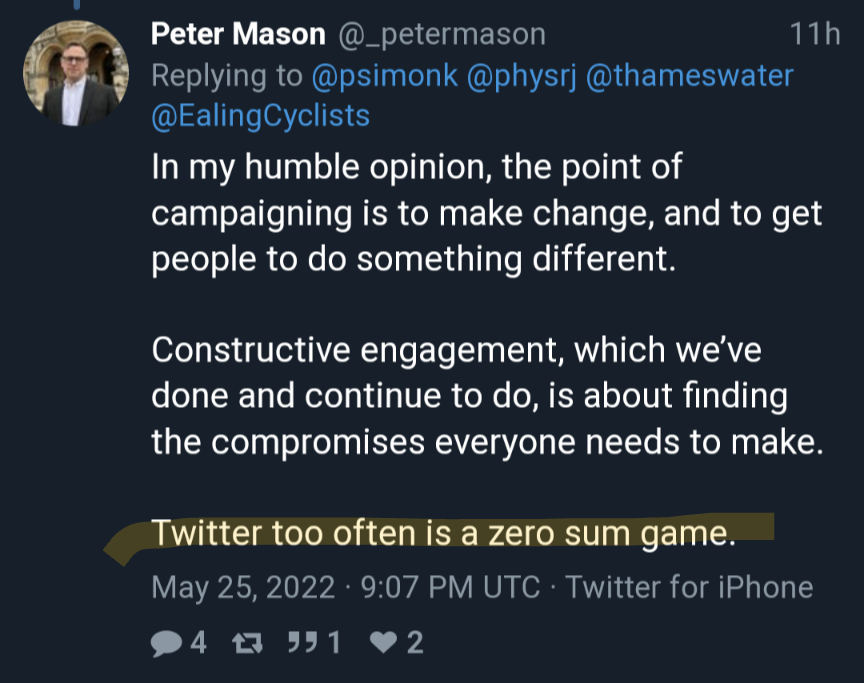 Peter Mason @_petermason 11h
Replying to @psimonk @physrj @thameswater
@EalingCyclists
In my humble opinion, the point of
campaigning is to make change, and to get
people to do something different.
Constructive engagement, which we’ve
done and continue to do, is about finding
the compromises everyone needs to make.
Twitter too often is a zero sum game.
May 25, 2022 · 9:07 PM UTC · Twitter for iPhone
4 1 2